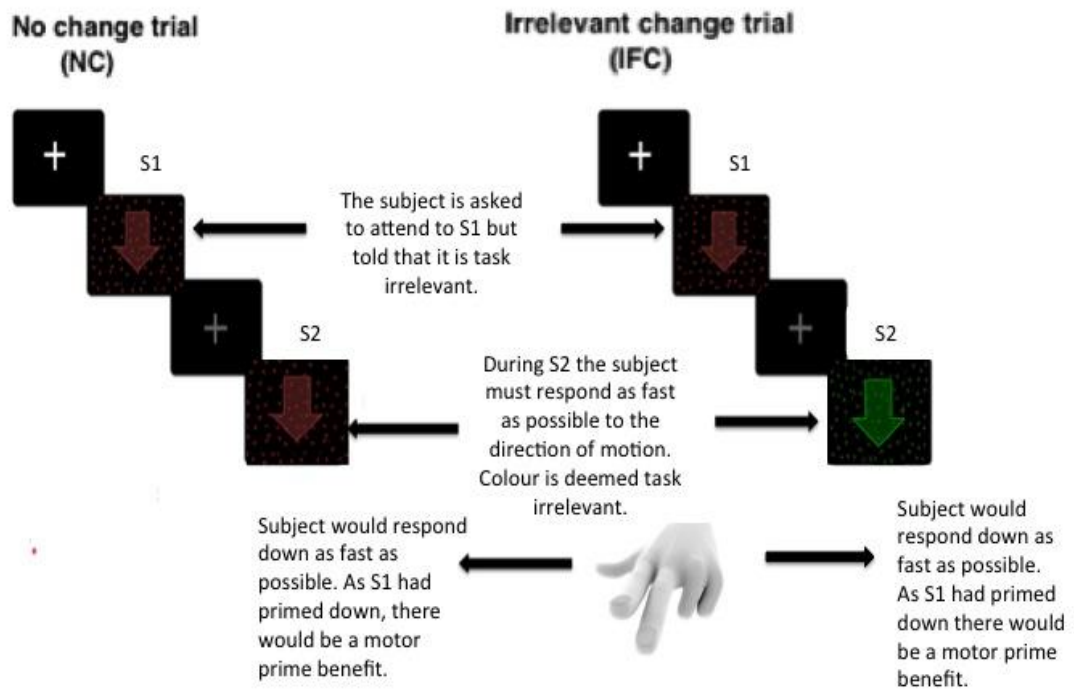 No change trial
(NC)
Irrelevant change trial
(IFC)
S1
S1
The subject is asked
to attend to S1 but
told that it is task
irrelevant.
S2
S2
During S2 the subject
must respond as fast
as possible to the
direction of motion.
Colour is deemed task
irrelevant.
Subject would respond
down as fast as
possible. As S1 had
primed down, there
would be a motor
prime benefit.
Subject would
respond down as
fast as possible.
As S1 had primed
down there would
be a motor prime
benefit.